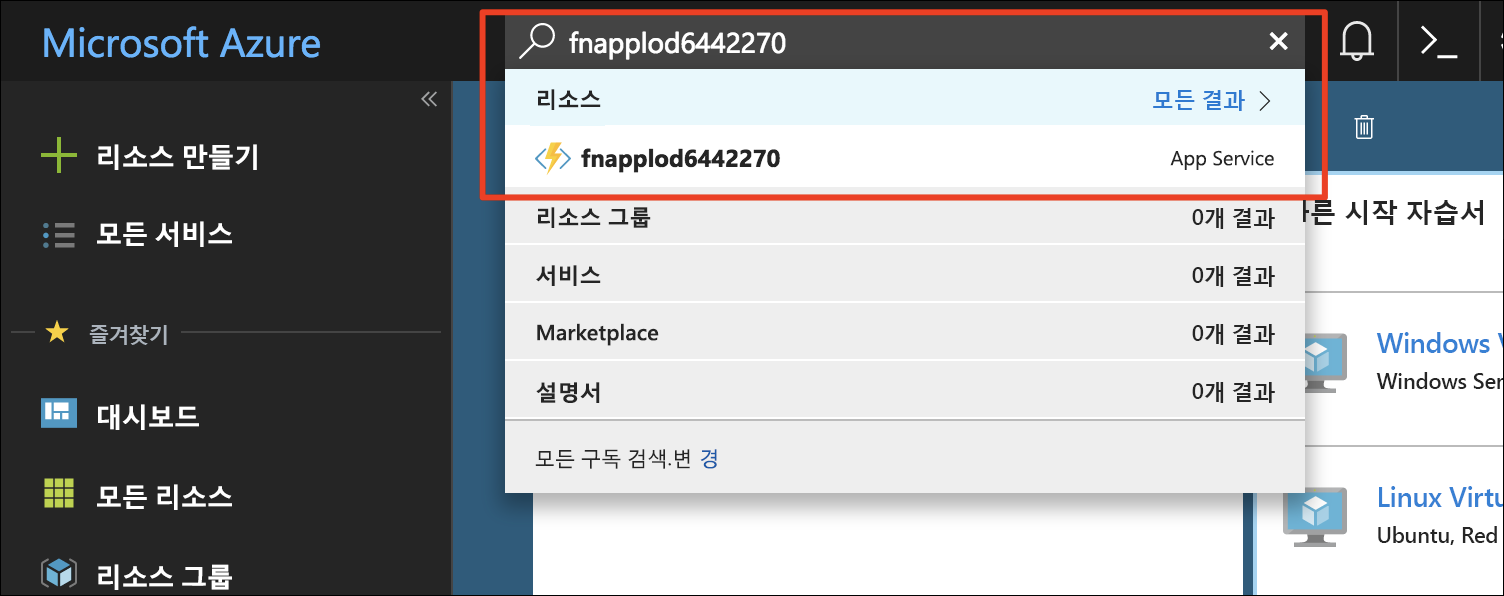 Microsoft Azure
fnapplod6442270
리소스 모든 결과
fnapplod6442270 App Service
리소스 그룹 0개 결과
서비스 0개 결과
Marketplace 0개 결과
설명서 0개 결과
모든 구독 검색.변 경
리소스 만들기
모든 서비스
즐겨찾기
대시보드
모든 리소스
리소스 그룹
시작 자습서
Windows
Windows
Linux
Ubuntu, Red